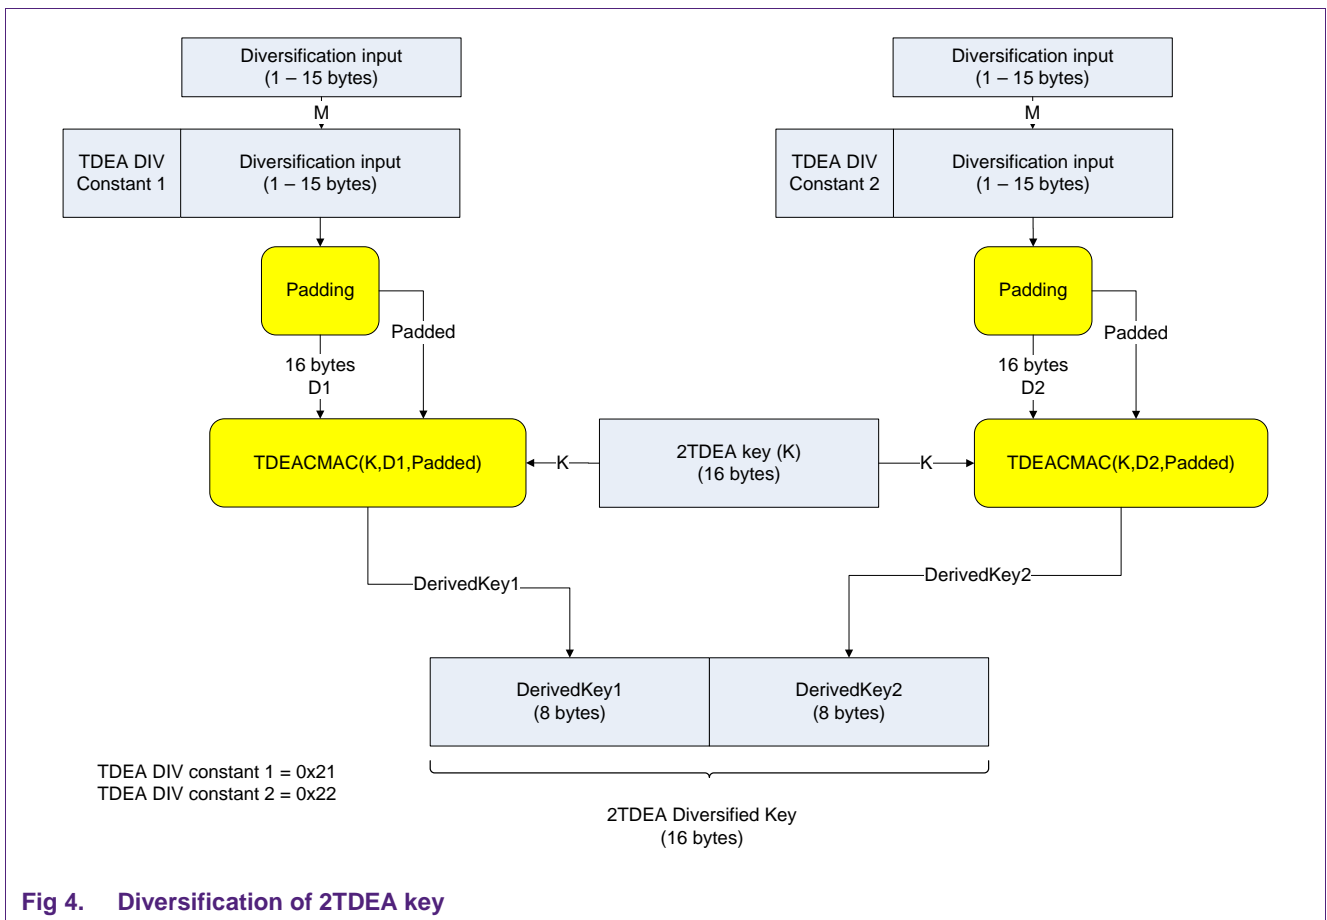 Diversification input
(1 – 15 bytes)
Diversification input
(1 – 15 bytes)
M
M
TDEA DIV
Constant 1
Diversification input
(1 – 15 bytes)
TDEA DIV
Constant 2
Diversification input
(1 – 15 bytes)
Padding
Padding
Padded
Padded
16 bytes
D1
16 bytes
D2
TDEACMAC(K,D1,Padded)
K
2TDEA key (K)
(16 bytes)
K
TDEACMAC(K,D2,Padded)
DerivedKey1
DerivedKey2
DerivedKey1
(8 bytes)
DerivedKey2
(8 bytes)
TDEA DIV constant 1 = 0x21
TDEA DIV constant 2 = 0x22
2TDEA Diversified Key
(16 bytes)
Fig 4. Diversification of 2TDEA key